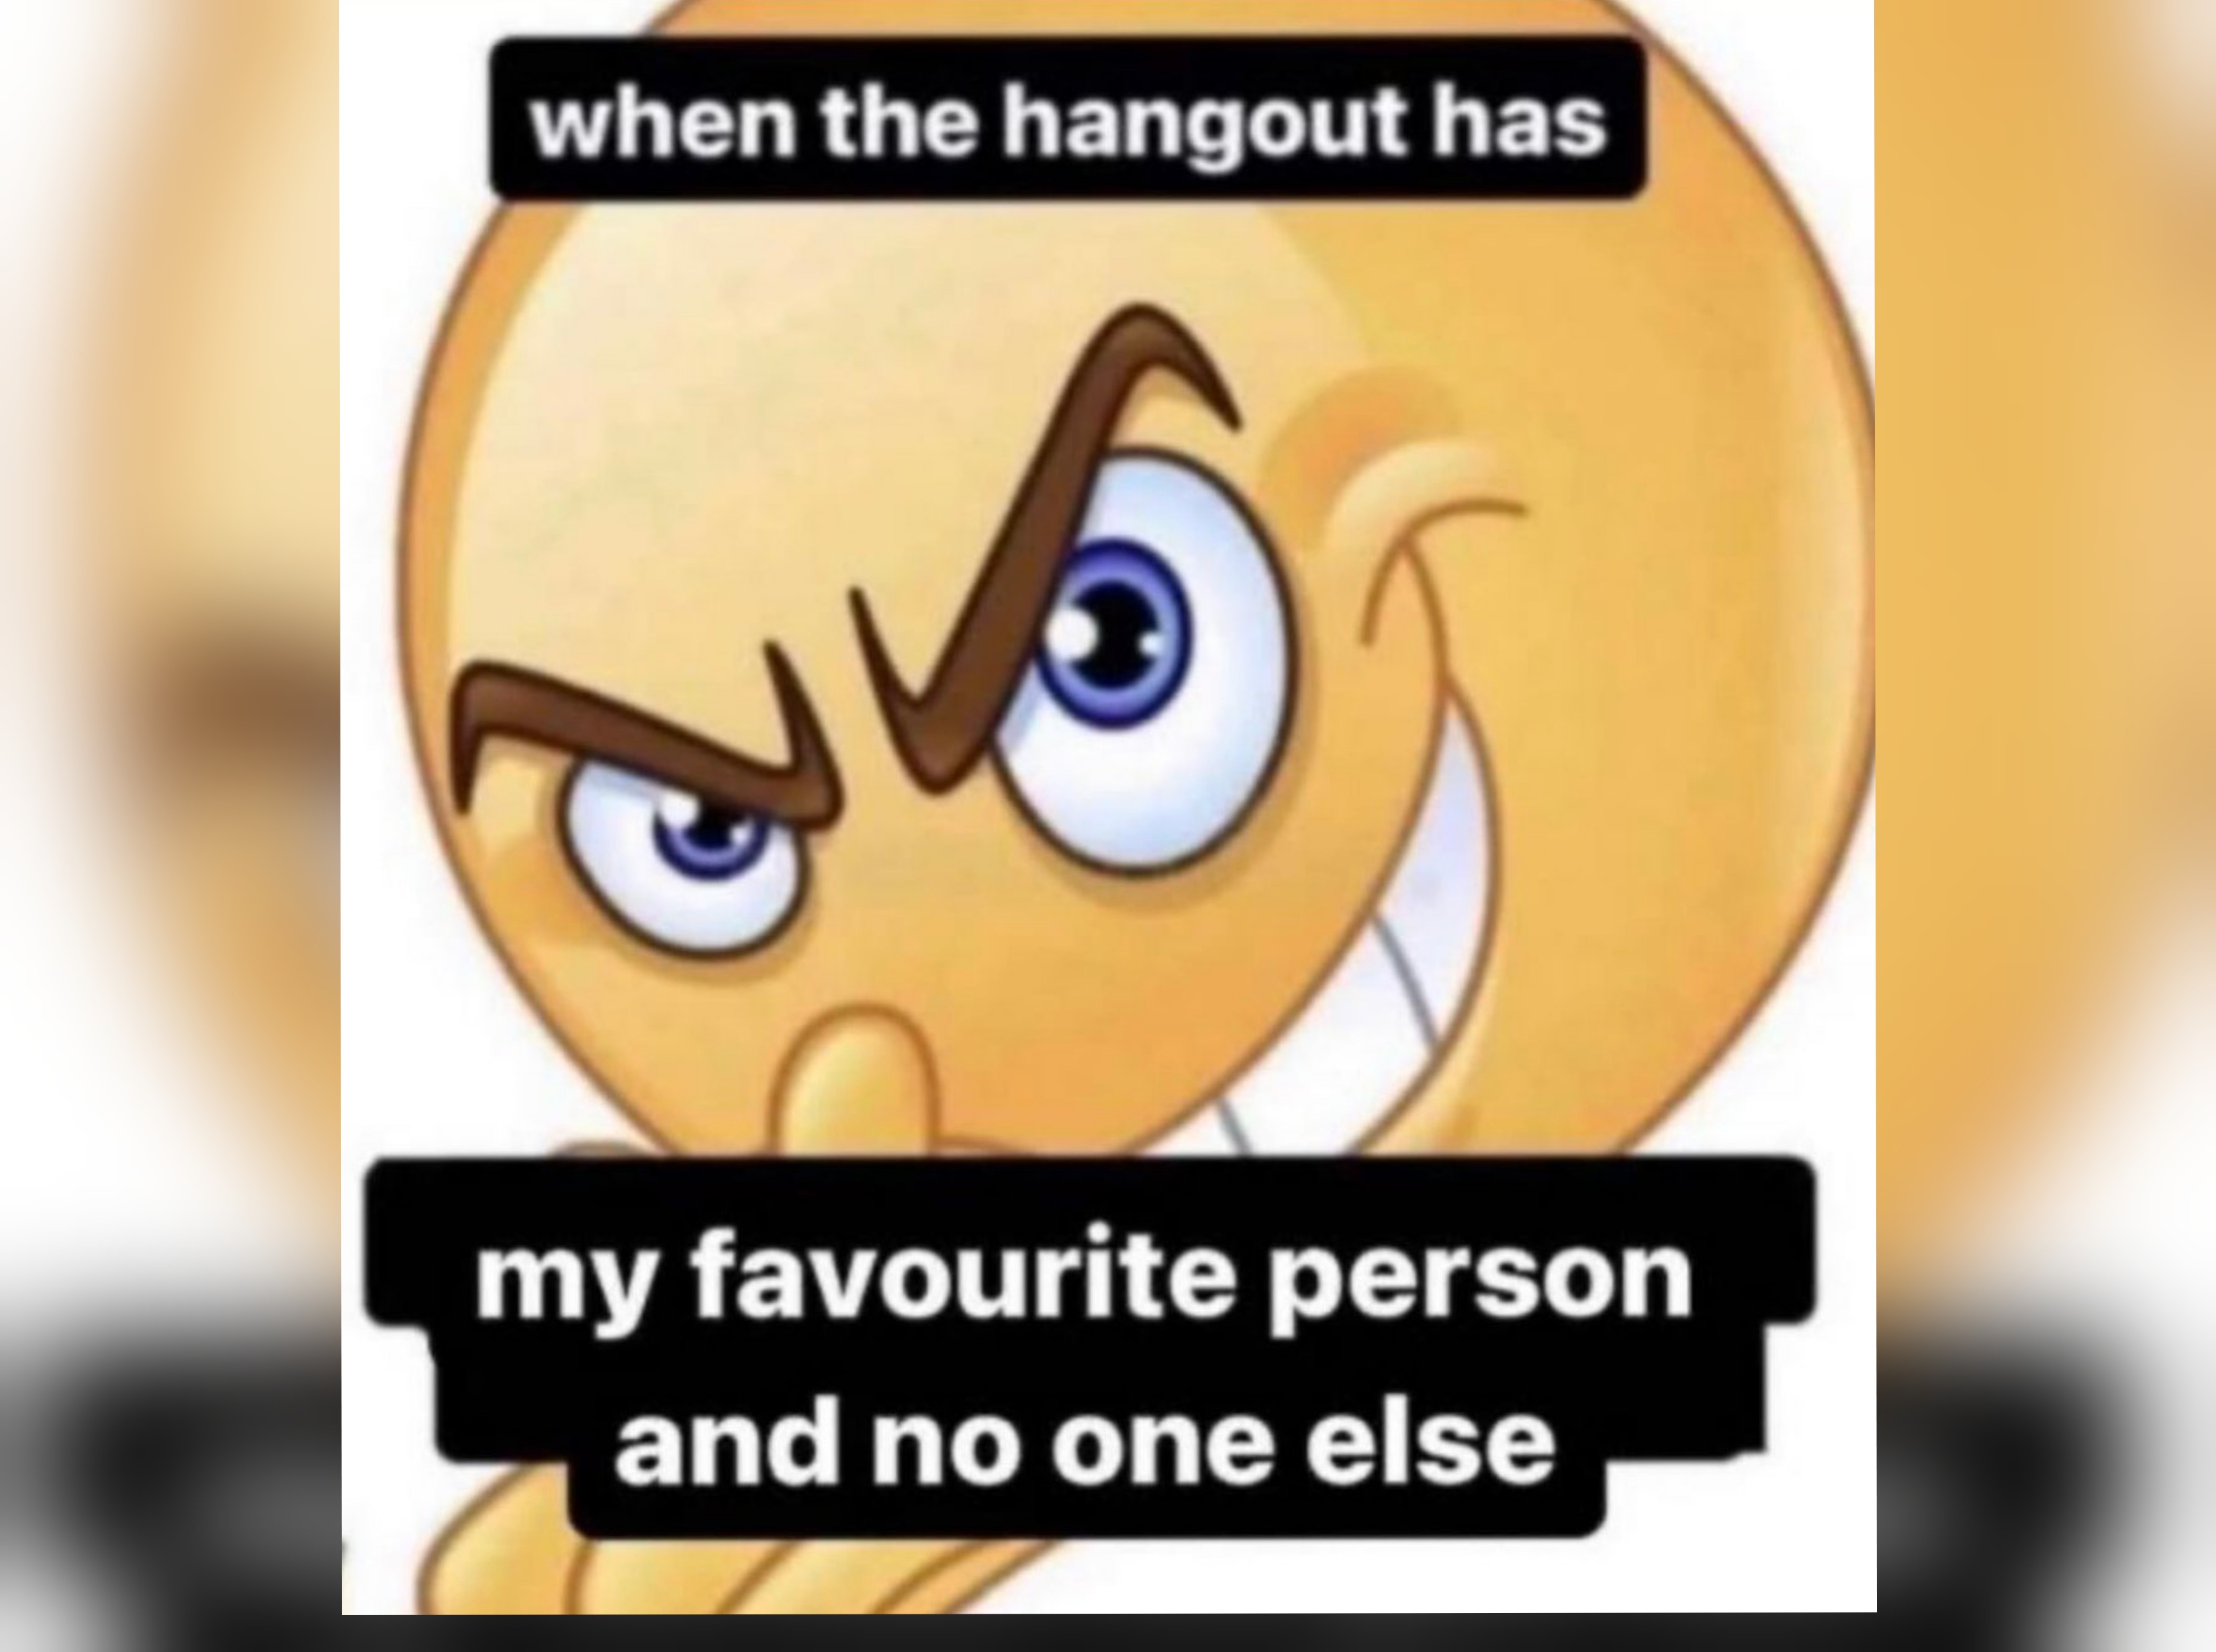 when the hangout has
my favourite person
and no one else